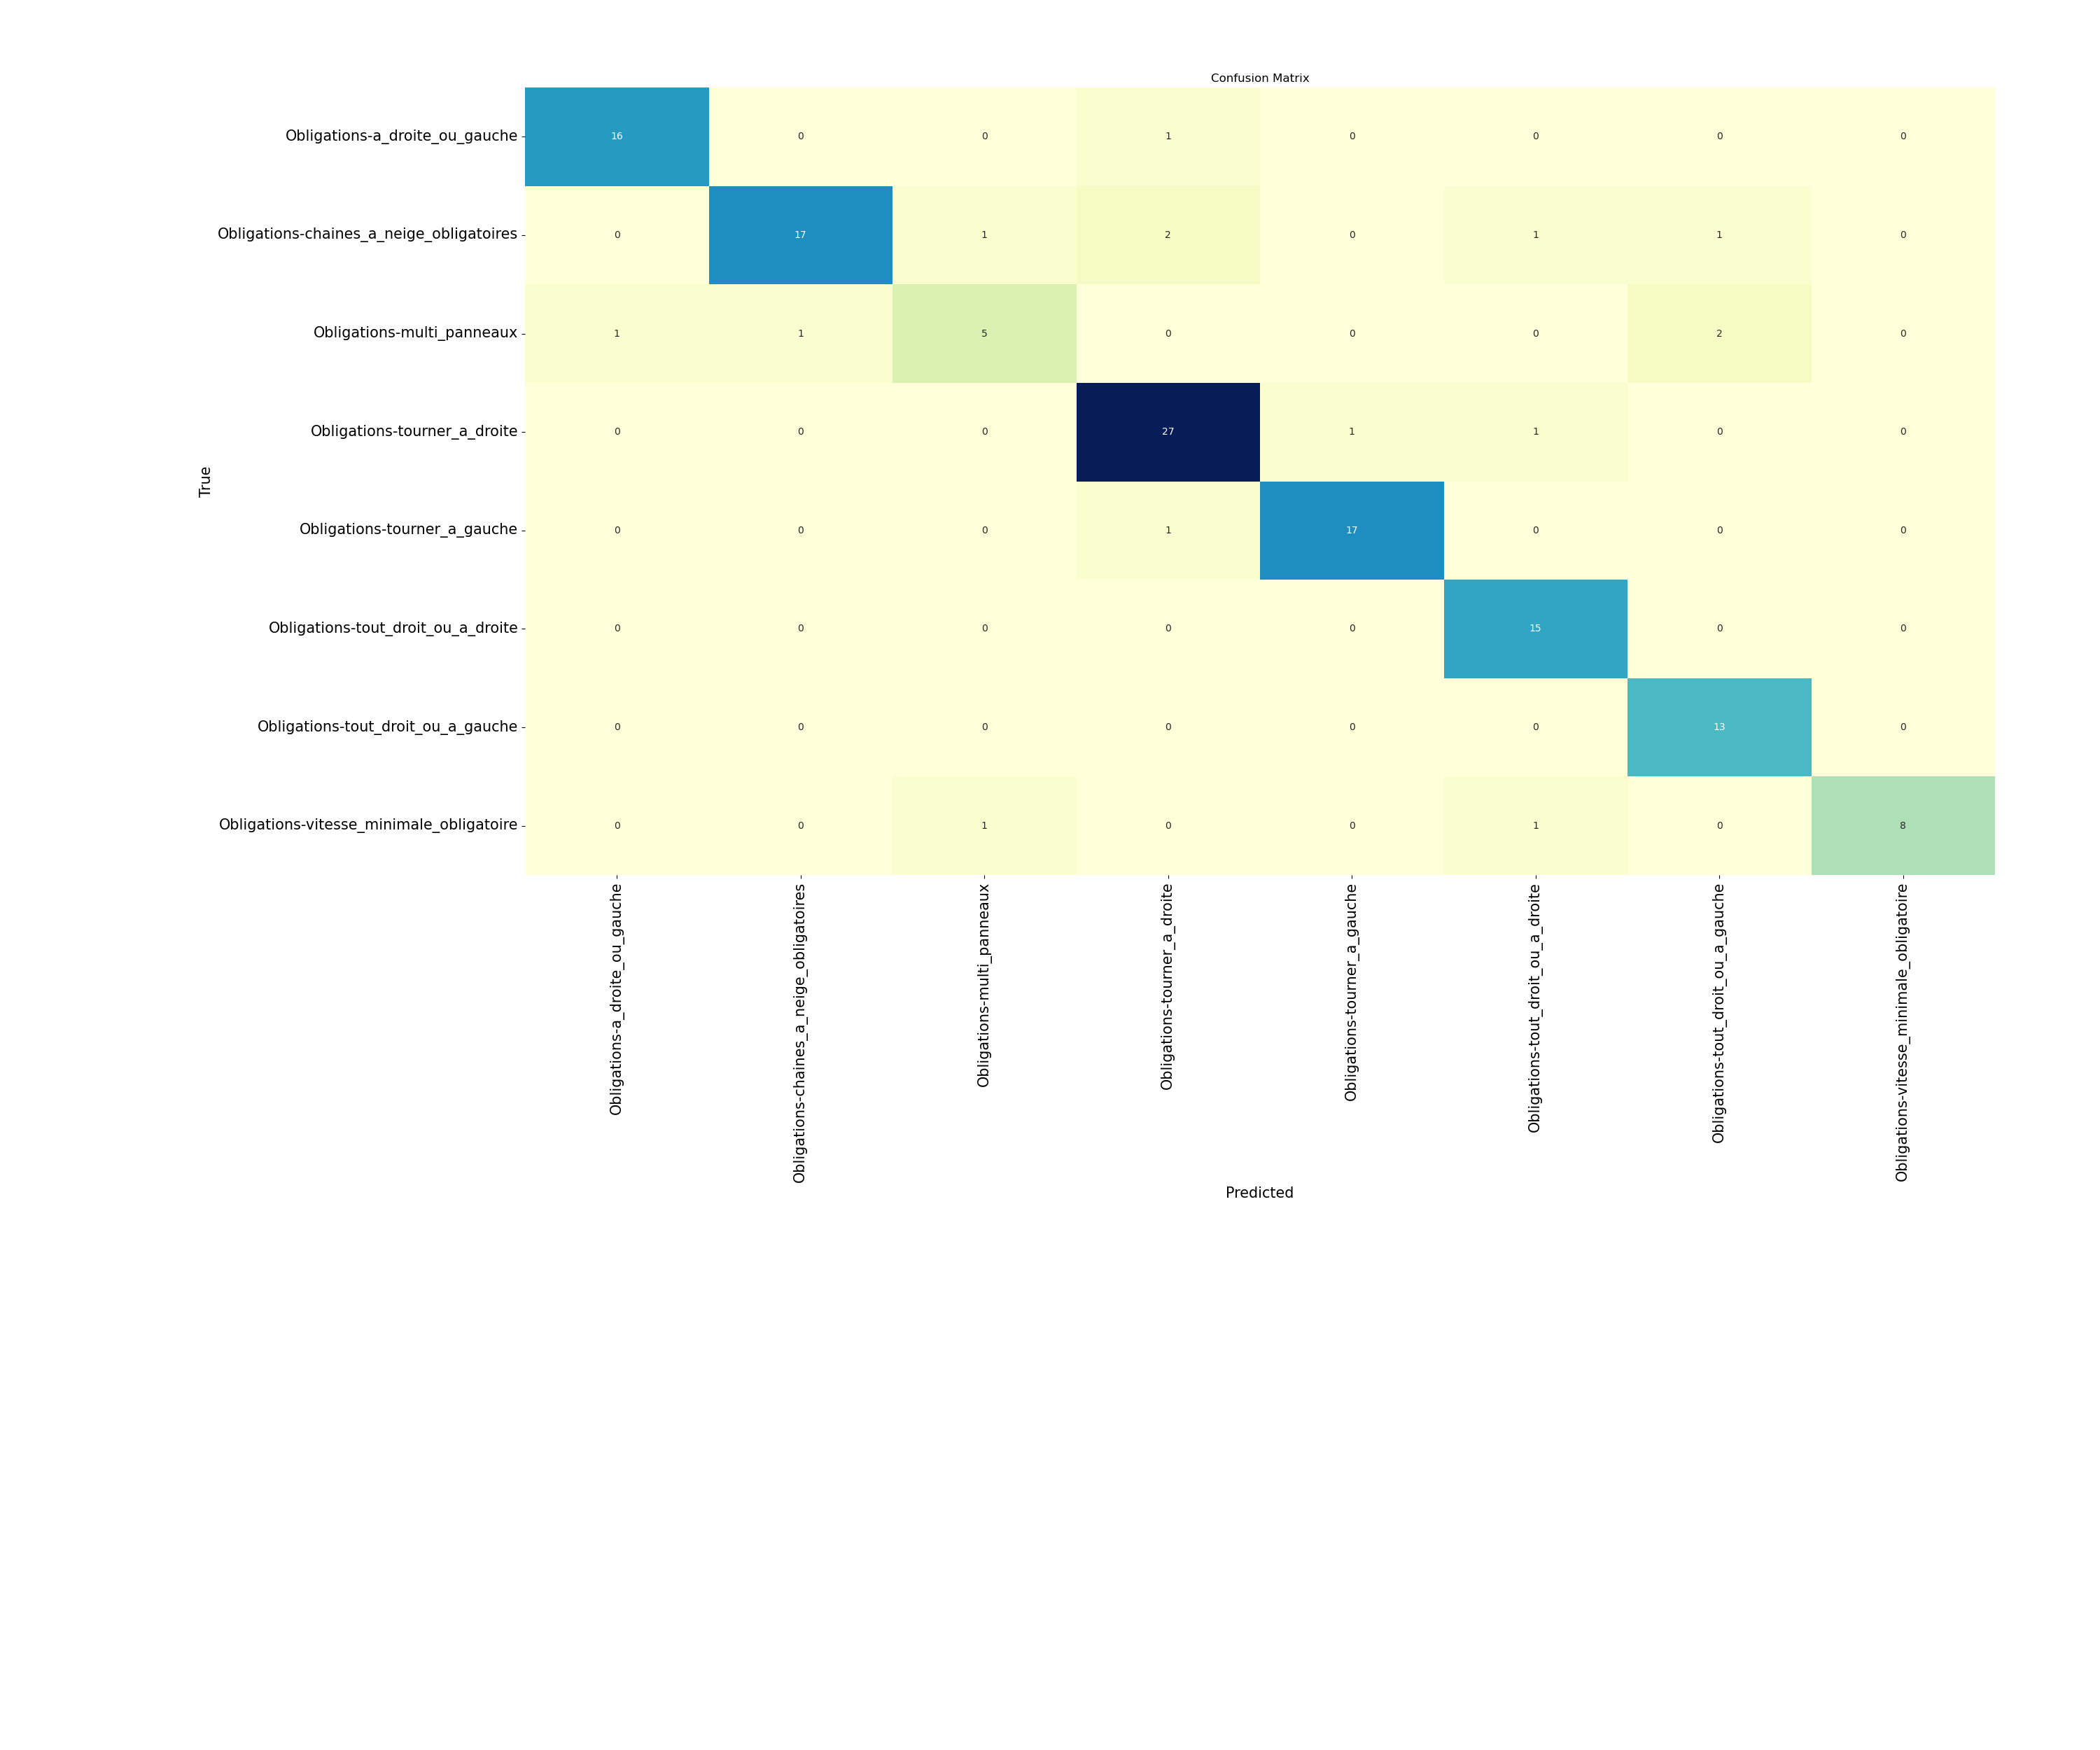 Confusion Matrix
Obligations-a_droite_ou_gauche 16 0 0 1 0 0 0 0
Obligations-chaines_a_neige_obligatoires 0 17 1 2 0 1 1 0
Obligations-multi_panneaux 1 1 5 0 0 0 2 0
Obligations-tourner_a_droite 0 0 0 27 1 1 0 0
True
Obligations-tourner_a_gauche 0 0 0 1 17 0 0 0
Obligations-tout_droit_ou_a_droite 0 0 0 0 0 15 0 0
Obligations-tout_droit_ou_a_gauche 0 0 0 0 0 0 13 0
Obligations-vitesse_minimale_obligatoire 0 0 1 0 0 1 0 8
Obligations-a_droite_ou_gauche
Obligations-chaines_a_neige_obligatoires
Obligations-multi_panneaux
Obligations-tourner_a_droite
Obligations-tourner_a_gauche
Obligations-tout_droit_ou_a_droite
Obligations-tout_droit_ou_a_gauche
Obligations-vitesse_minimale_obligatoire
Predicted